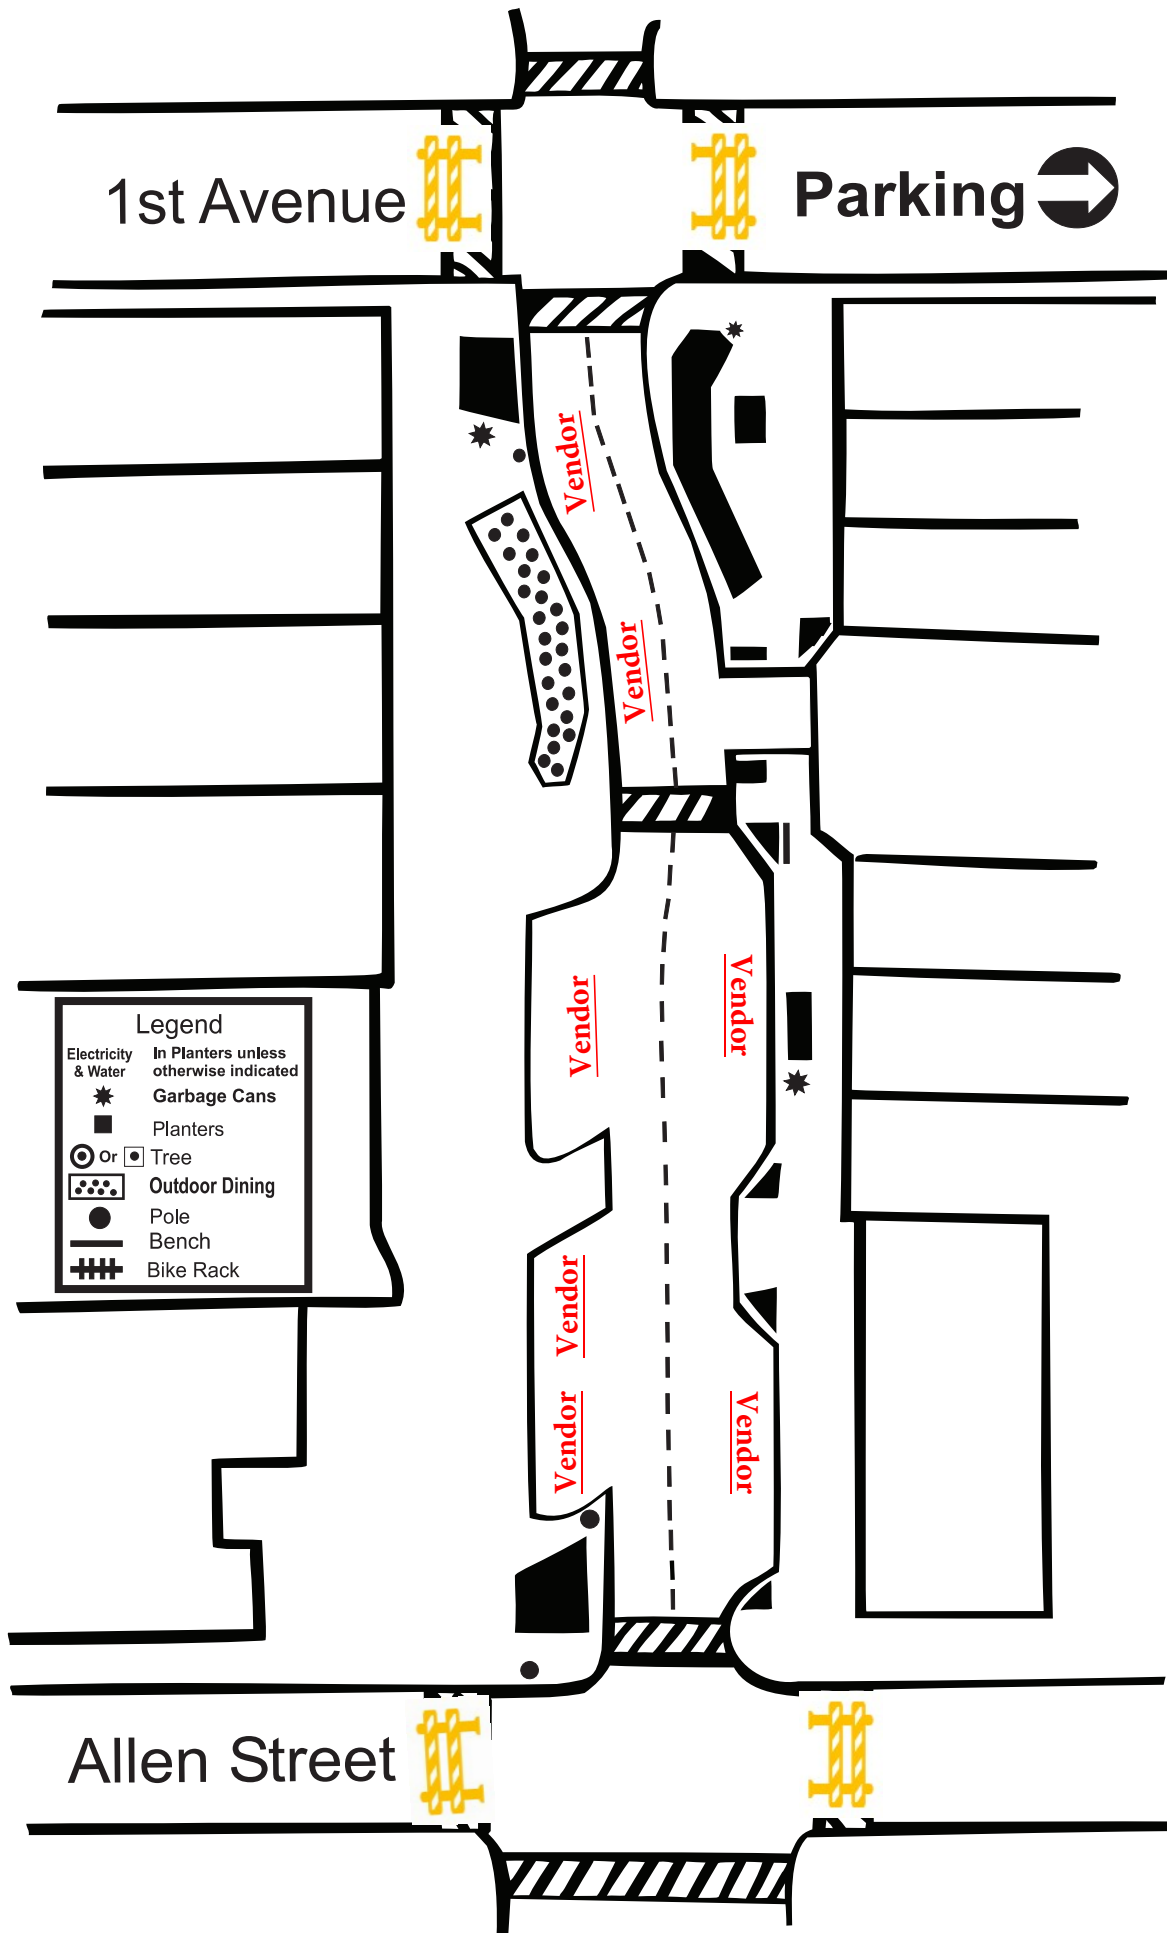 1st Avenue
Parking
Vendor
Vendor
Vendor
Vendor
Legend
Electricity & Water
In Planters unless otherwise indicated
Garbage Cans
Planters
Or
Tree
Outdoor Dining
Pole
Bench
Bike Rack
Vendor
Vendor
Vendor
Allen Street